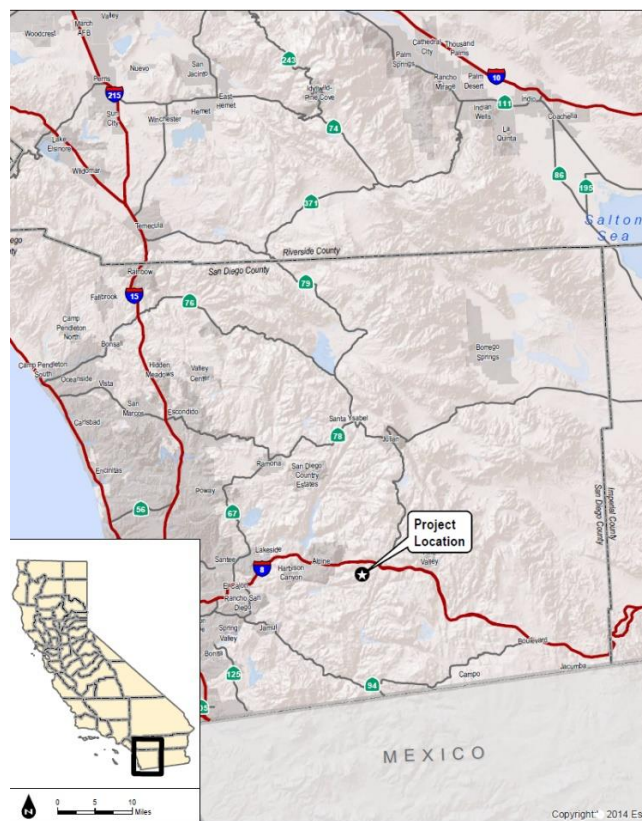 Woodcrest
March
AFB
Valley
Nuevo
Perris
San
Jacinto
243
Cathedral
City
Thousand
Palms
Palm
Springs
Rancho
Mirage
Palm
Desert
10
215
Sun
City
Winchester
Hemet
East
Hemet
Idyllwild-
Pine Cove
111
Indio
Indian
Wells
Coachella
La
Quinta
74
Lake
Elsinore
Wildomar
86
195
371
Temecula
Salton
Sea
Riverside County
San Diego County
County
Rainbow
79
15
Fallbrook
76
Camp
Pendleton
North
Bonsall
Borrego
Springs
Camp Pendleton
South
Oceanside
Vista
Hidden
Meadows
Valley
Center
San
Marcos
Escondido
Carlsbad
Santa Ysabel
78
Julian
Encinitas
Ramona
San Diego
Country
Estates
Poway
Imperial County
San Diego County
56
67
Project
Location
Lakeside
Santee
8
Harbison
Canyon
Alpine
Valley
El Cajon
Rancho San
Diego
Spring
Valley
Jamul
Boulevard
Bonita
125
94
Campo
Jacumba
MEXICO
N
0 5 10
Miles
Copyright:© 2014 Es